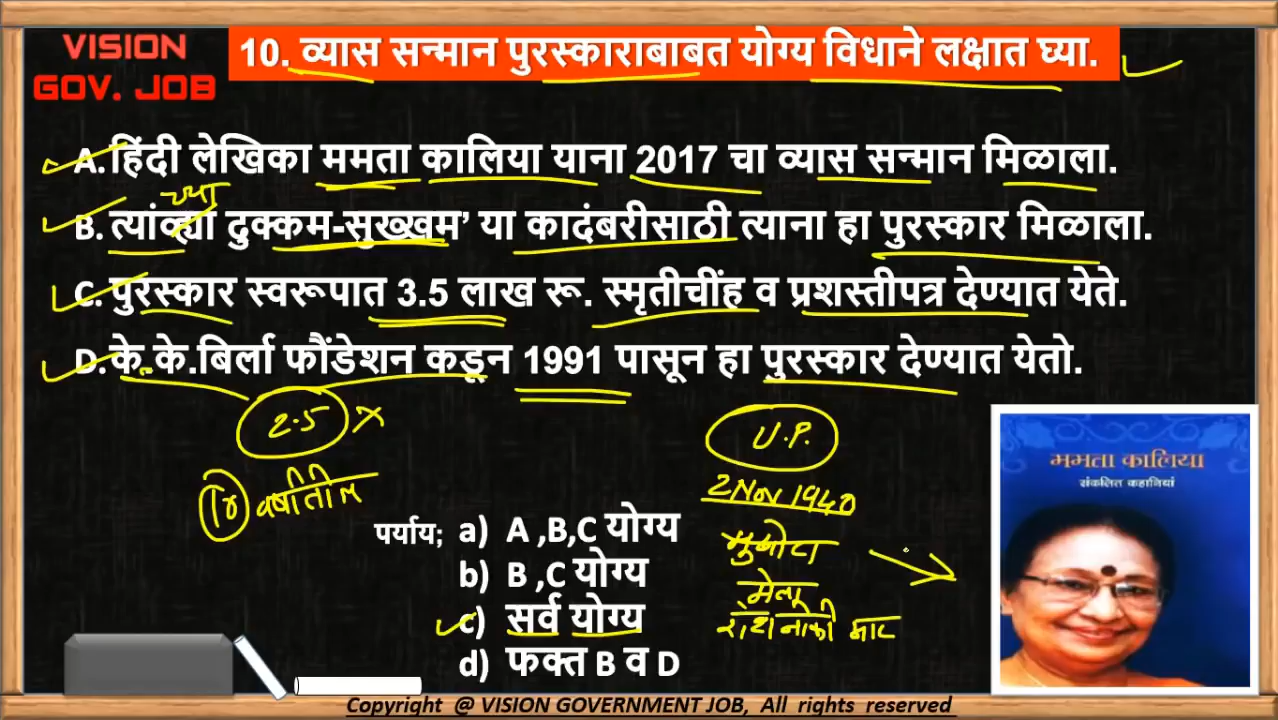 VISION
GOV. JOB
10. व्यास सन्मान पुरस्काराबाबत योग्य विधाने लक्षात घ्या.
A. हिंदी लेखिका ममता कालिया याना 2017 चा व्यास सन्मान मिळाला.
च्या
B. त्यांव्ह्या दुक्कम-सुख्खम’ या कादंबरीसाठी त्याना हा पुरस्कार मिळाला.
C. पुरस्कार स्वरूपात 3.5 लाख रू. स्मृतीचींह व प्रशस्तीपत्र देण्यात येते.
D. के.के.बिर्ला फौंडेशन कडून 1991 पासून हा पुरस्कार देण्यात येतो.
2.5 X
10 वर्षातील
U.P.
2 Nov 1940
मेला
पर्याय; a) A ,B,C योग्य
b) B ,C योग्य
c) सर्व योग्य
d) फक्त B व D
ममता कालिया
संकलित कहानियां
Copyright @ VISION GOVERNMENT JOB, All rights reserved